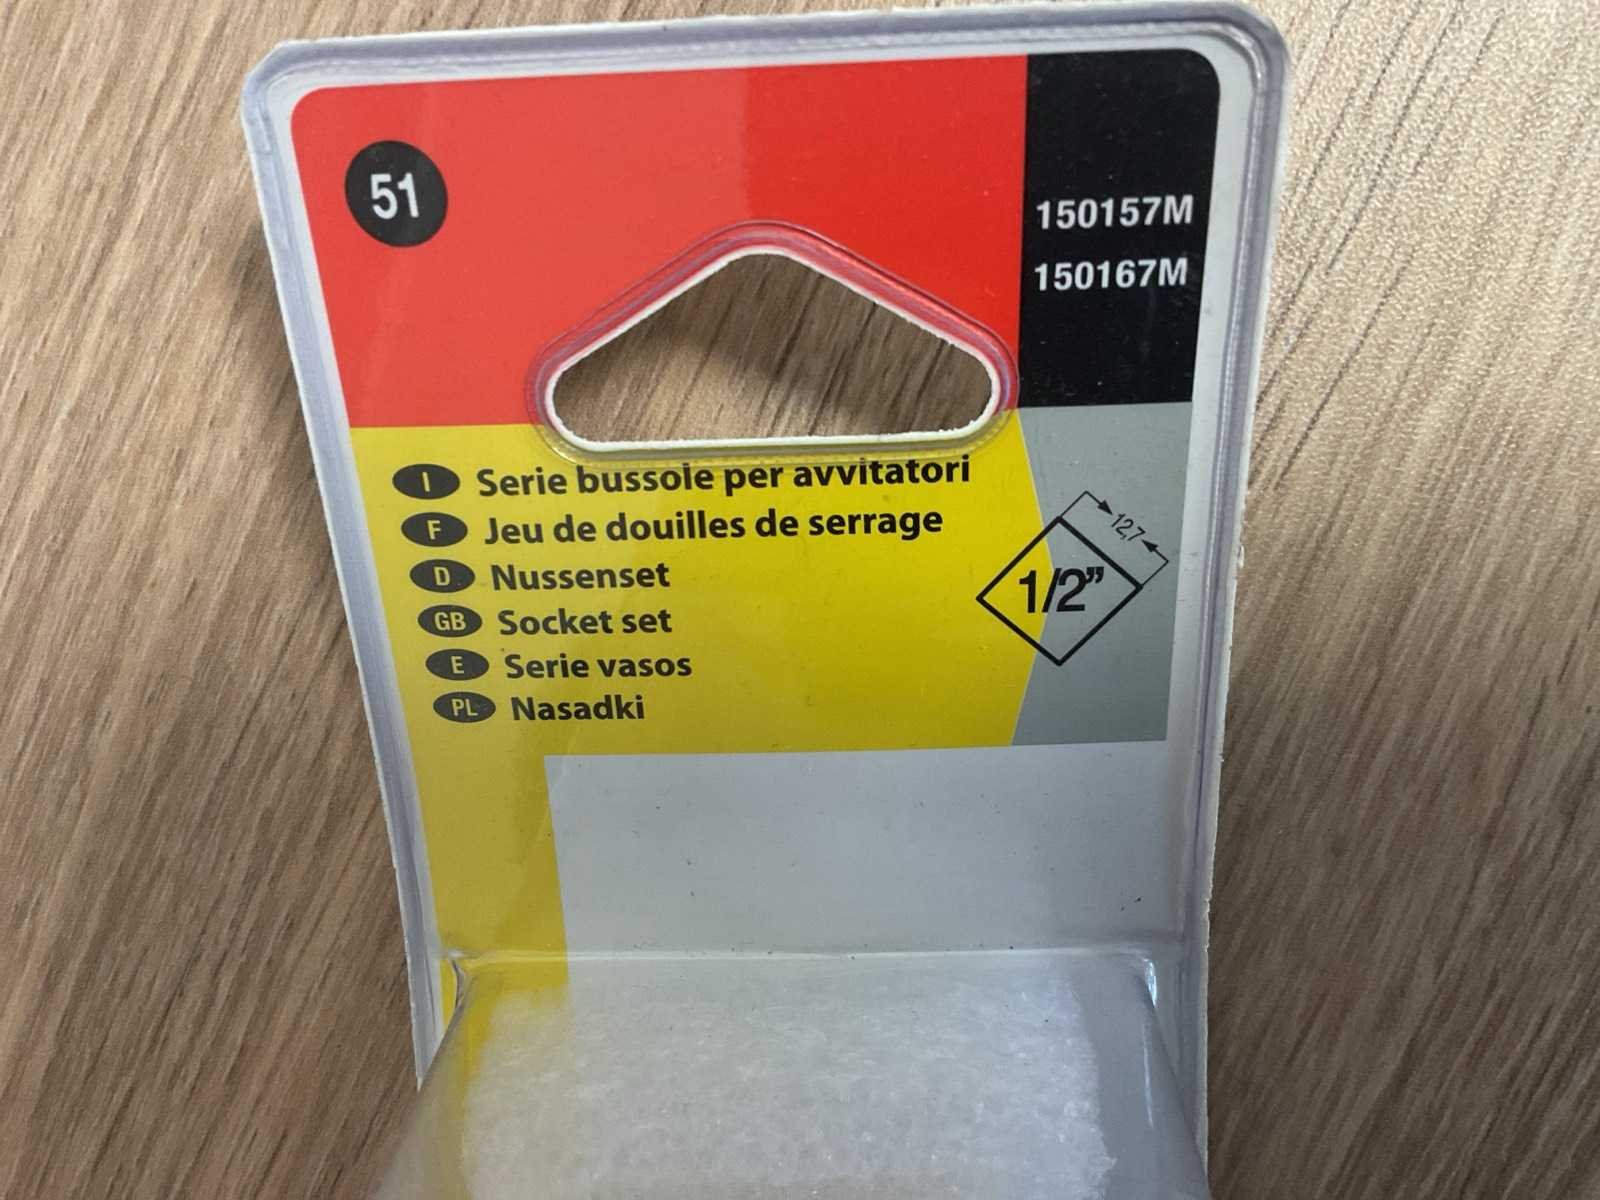 51
150157M
150167M
I Serie bussole per avvitatori
F Jeu de douilles de serrage
D Nussenset
GB Socket set
E Serie vasos
PL Nasadki
12,7
1/2”